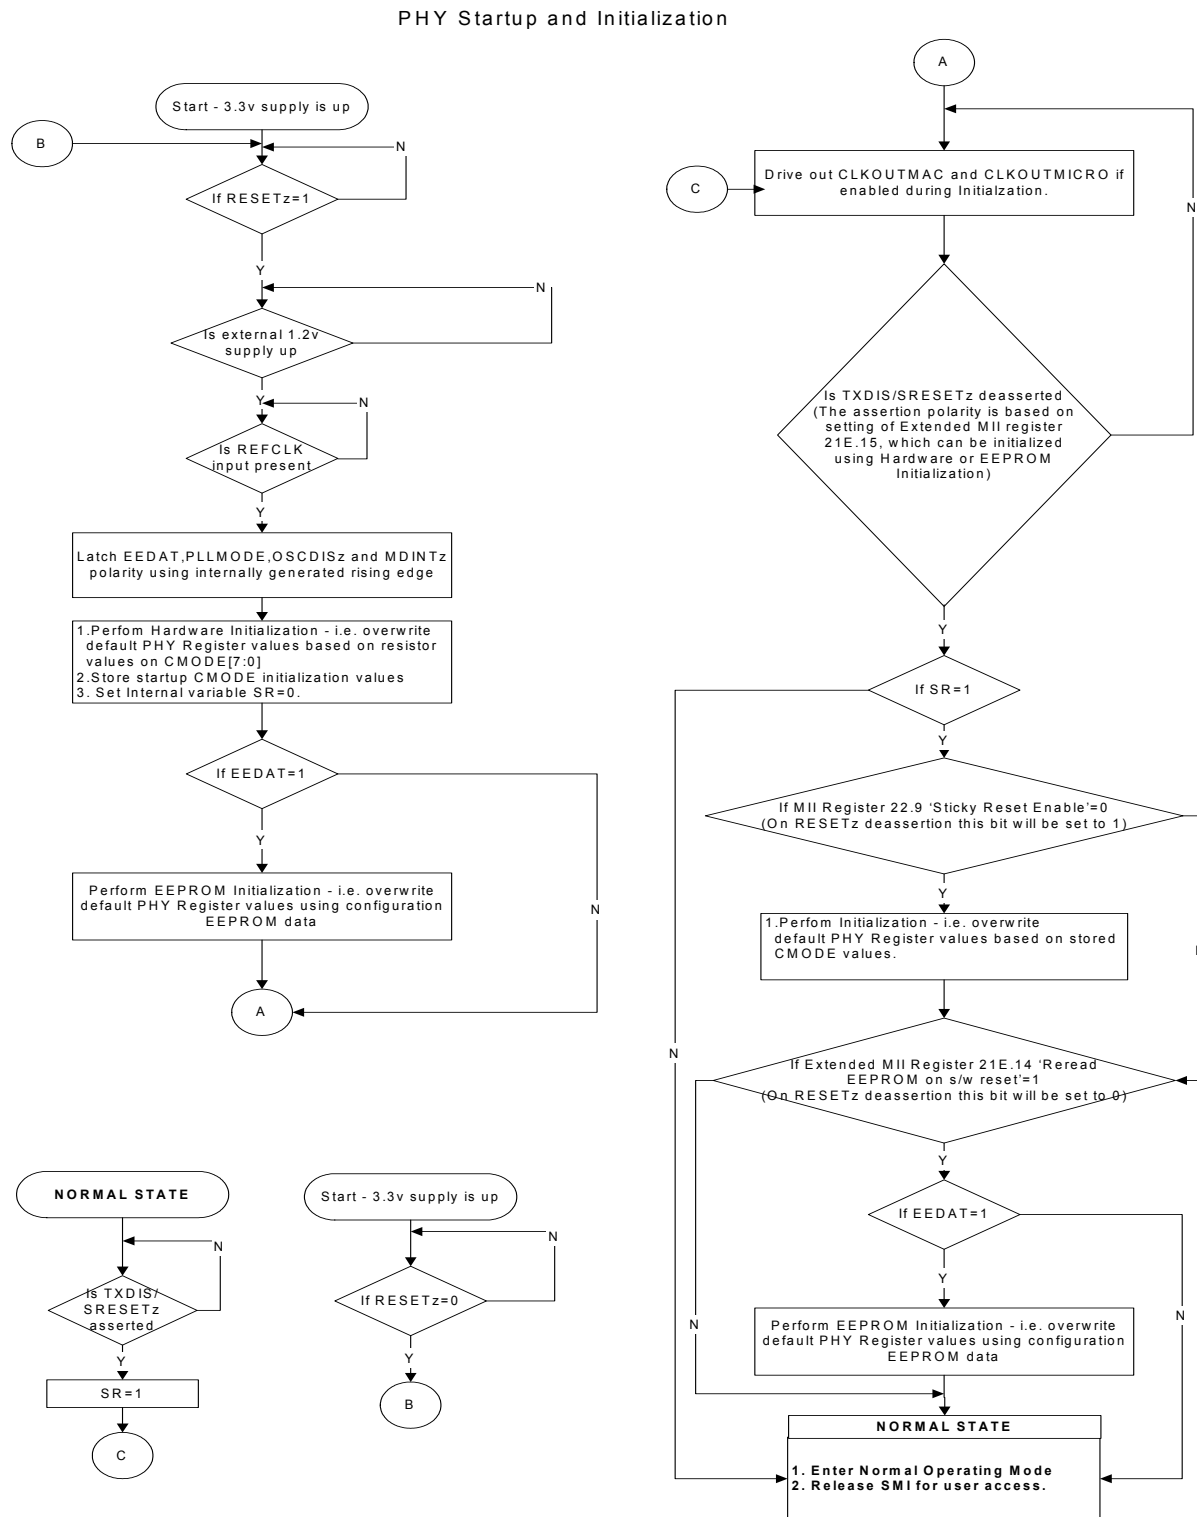 PHY Startup and Initialization
Start - 3.3v supply is up
B
N
If RESETz=1
Y
N
Is external 1.2v
supply up
Y
N
Is REFCLK
input present
Y
Latch EEDAT,PLLMODE,OSCDISz and MDINTz
polarity using internally generated rising edge
1.Perfom Hardware Initialization - i.e. overwrite
default PHY Register values based on resistor
values on CMODE[7:0]
2.Store startup CMODE initialization values
3. Set Internal variable SR=0.
If EEDAT=1
Y
N
Perform EEPROM Initialization - i.e. overwrite
default PHY Register values using configuration
EEPROM data
A
NORMAL STATE
N
Is TXDIS/
SRESETz
asserted
Y
SR=1
C
Start - 3.3v supply is up
N
If RESETz=0
Y
B
A
C
Drive out CLKOUTMAC and CLKOUTMICRO if
enabled during Initialzation.
N
Is TXDIS/SRESETz deasserted
(The assertion polarity is based on
setting of Extended MII register
21E.15, which can be initialized
using Hardware or EEPROM
Initialization)
Y
If SR=1
Y
If MII Register 22.9 ‘Sticky Reset Enable’=0
(On RESETz deassertion this bit will be set to 1)
Y
1.Perfom Initialization - i.e. overwrite
default PHY Register values based on stored
CMODE values.
N
If Extended MII Register 21E.14 ‘Reread
EEPROM on s/w reset’=1
(On RESETz deassertion this bit will be set to 0)
Y
If EEDAT=1
Y
N
N
Perform EEPROM Initialization - i.e. overwrite
default PHY Register values using configuration
EEPROM data
NORMAL STATE
1. Enter Normal Operating Mode
2. Release SMI for user access.